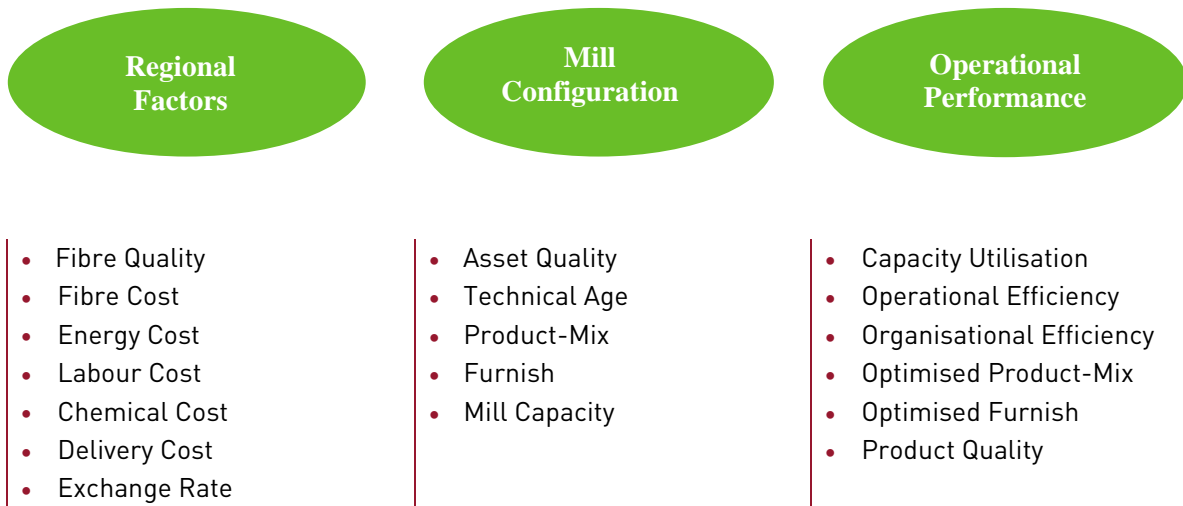 Regional
Factors
Mill
Configuration
Operational
Performance
• Fibre Quality
• Fibre Cost
• Energy Cost
• Labour Cost
• Chemical Cost
• Delivery Cost
• Exchange Rate
• Asset Quality
• Technical Age
• Product-Mix
• Furnish
• Mill Capacity
• Capacity Utilisation
• Operational Efficiency
• Organisational Efficiency
• Optimised Product-Mix
• Optimised Furnish
• Product Quality